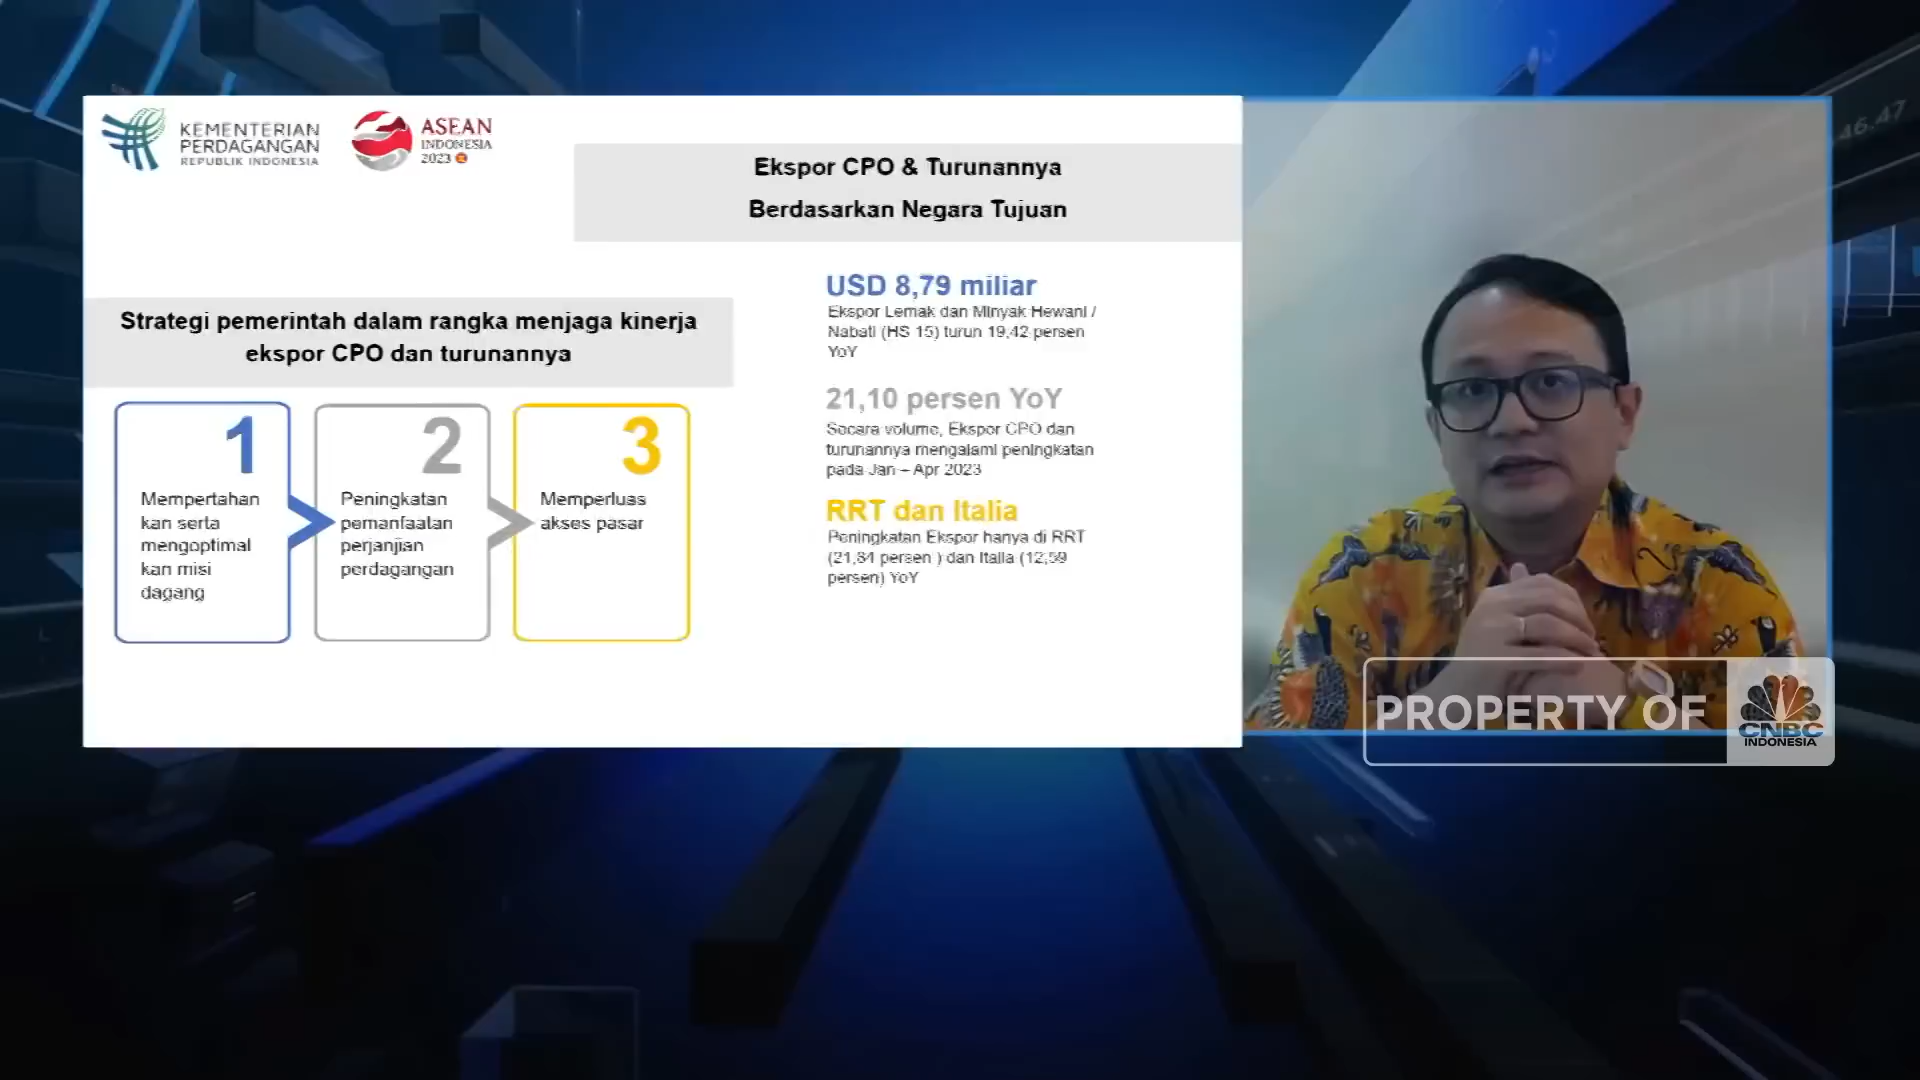 KEMENTERIAN
PERDAGANGAN
REPUBLIK INDONESIA
ASEAN
INDONESIA
2023
Ekspor CPO & Turunannya
Berdasarkan Negara Tujuan
Strategi pemerintah dalam rangka menjaga kinerja
ekspor CPO dan turunannya
1
Mempertahan
kan serta
mengoptimal
kan misi
dagang
2
Peningkatan
pemanfaatan
perjanjian
perdagangan
3
Memperluas
akses pasar
USD 8,79 miliar
Ekspor Lemak dan Minyak Hewani /
Nabati (HS 15) turun 19,42 persen
YoY
21,10 persen YoY
Secara volume, Ekspor CPO dan
turunannya mengalami peningkatan
pada Jan – Apr 2023
RRT dan Italia
Peningkatan Ekspor hanya di RRT
(21,84 persen ) dan Italia (12,59
persen) YoY
46.47
PROPERTY OF
CNBC
INDONESIA